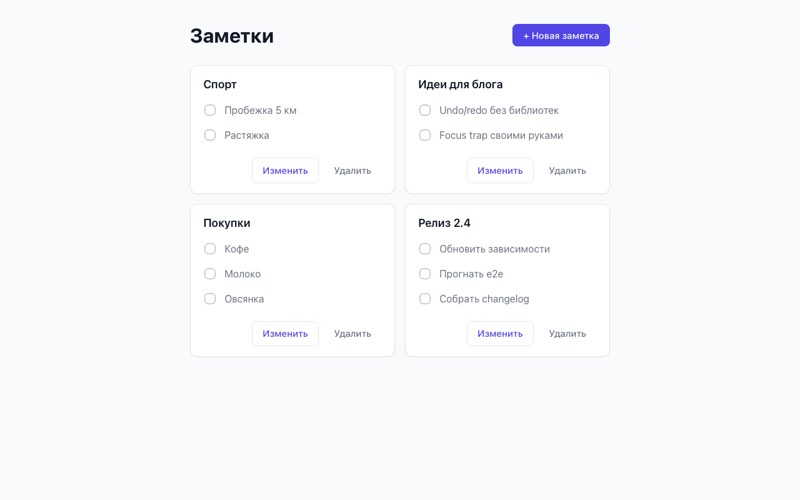 Заметки
+ Новая заметка
Спорт
Пробежка 5 км
Растяжка
Изменить
Удалить
Идеи для блога
Undo/redo без библиотек
Focus trap своими руками
Изменить
Удалить
Покупки
Кофе
Молоко
Овсянка
Изменить
Удалить
Релиз 2.4
Обновить зависимости
Прогнать e2e
Собрать changelog
Изменить
Удалить